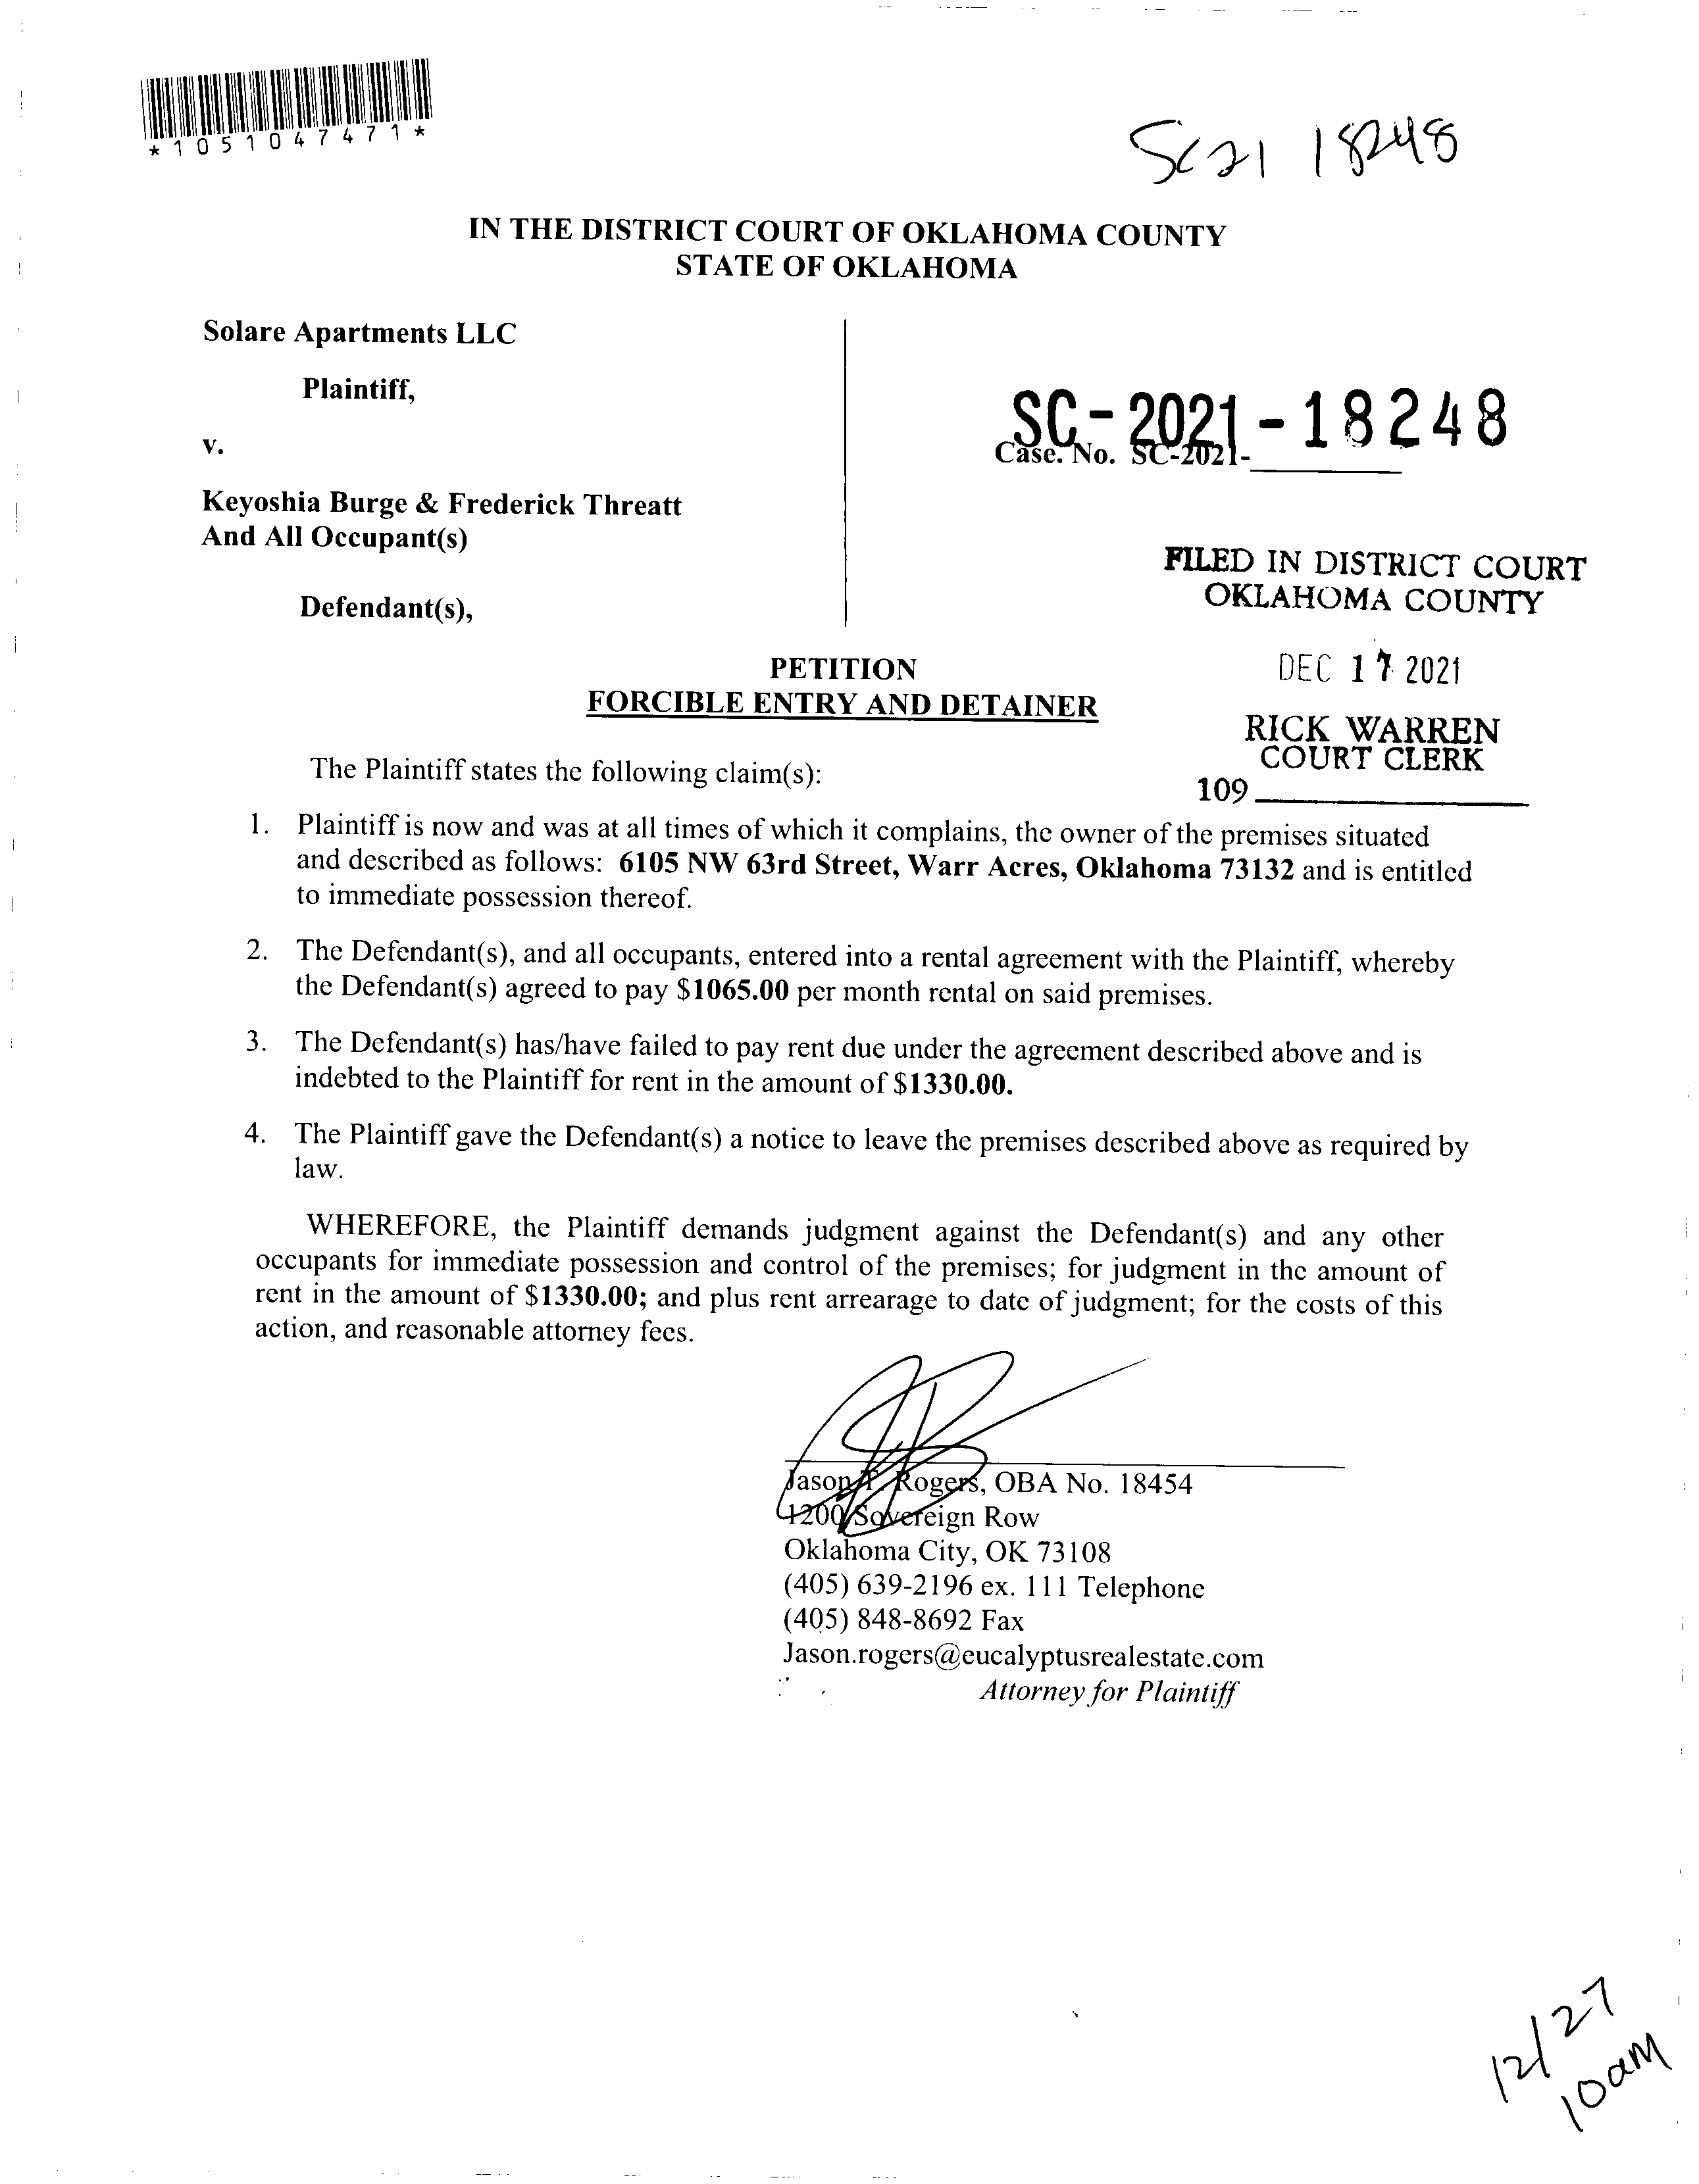 *1051047471*
SC21 18248
IN THE DISTRICT COURT OF OKLAHOMA COUNTY
STATE OF OKLAHOMA
Solare Apartments LLC
Plaintiff,
v.
Keyoshia Burge & Frederick Threatt
And All Occupant(s)
Defendant(s),
SC-2021-18248
Case. No. SC-2021-
FILED IN DISTRICT COURT
OKLAHOMA COUNTY
DEC 17 2021
RICK WARREN
COURT CLERK
109
PETITION
FORCIBLE ENTRY AND DETAINER
The Plaintiff states the following claim(s):
1. Plaintiff is now and was at all times of which it complains, the owner of the premises situated
and described as follows: 6105 NW 63rd Street, Warr Acres, Oklahoma 73132 and is entitled
to immediate possession thereof.
2. The Defendant(s), and all occupants, entered into a rental agreement with the Plaintiff, whereby
the Defendant(s) agreed to pay $1065.00 per month rental on said premises.
3. The Defendant(s) has/have failed to pay rent due under the agreement described above and is
indebted to the Plaintiff for rent in the amount of $1330.00.
4. The Plaintiff gave the Defendant(s) a notice to leave the premises described above as required by
law.
WHEREFORE, the Plaintiff demands judgment against the Defendant(s) and any other
occupants for immediate possession and control of the premises; for judgment in the amount of
rent in the amount of $1330.00; and plus rent arrearage to date of judgment; for the costs of this
action, and reasonable attorney fees.
Jason Rogers, OBA No. 18454
1200 Sovereign Row
Oklahoma City, OK 73108
(405) 639-2196 ex. 111 Telephone
(405) 848-8692 Fax
Jason.rogers@eucalyptusrealestate.com
Attorney for Plaintiff
12/27
10am